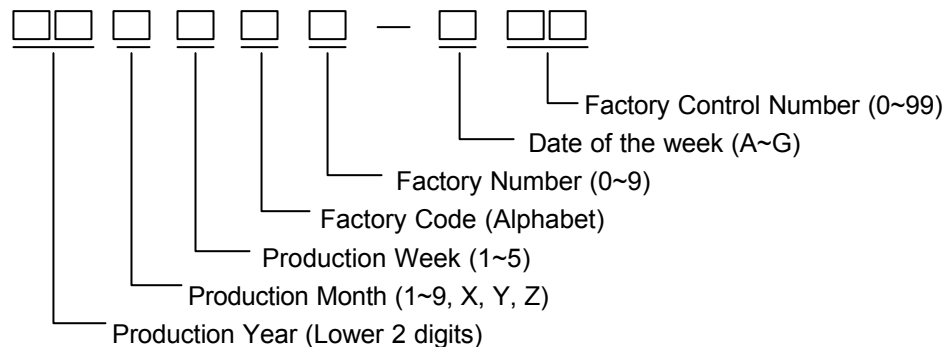 Factory Control Number (0~99)
Date of the week (A~G)
Factory Number (0~9)
Factory Code (Alphabet)
Production Week (1~5)
Production Month (1~9, X, Y, Z)
Production Year (Lower 2 digits)